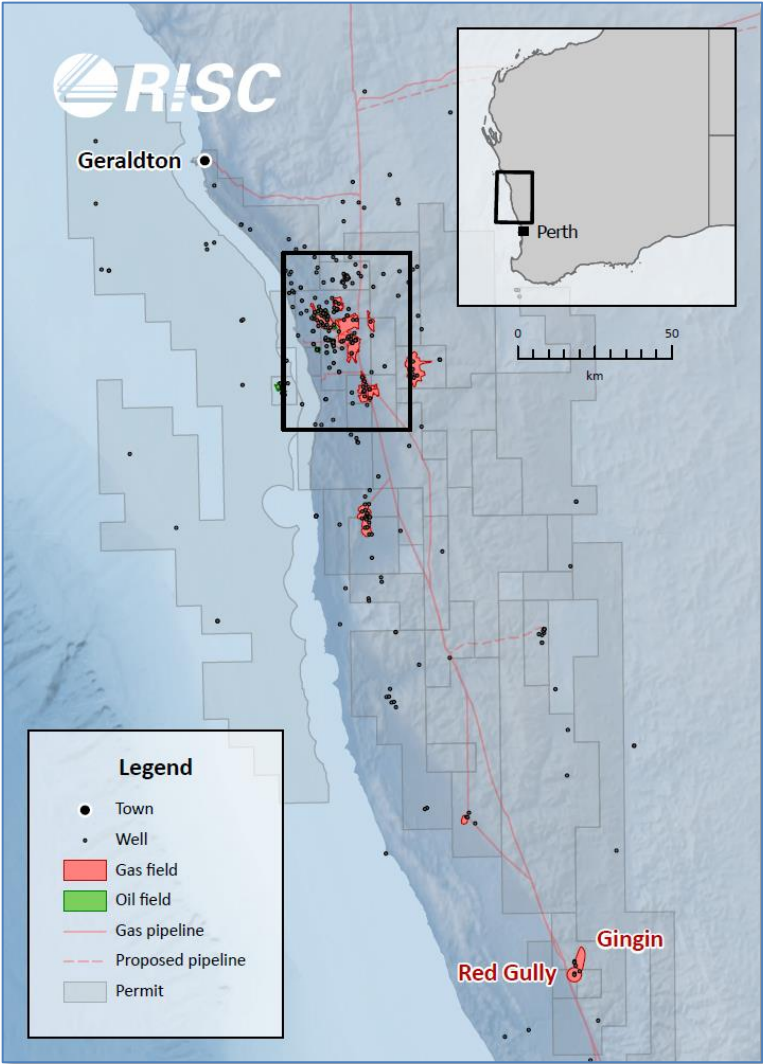 RISC
Geraldton
Perth
0 50
km
Legend
Town
Well
Gas field
Oil field
Gas pipeline
Proposed pipeline
Permit
Gingin
Red Gully